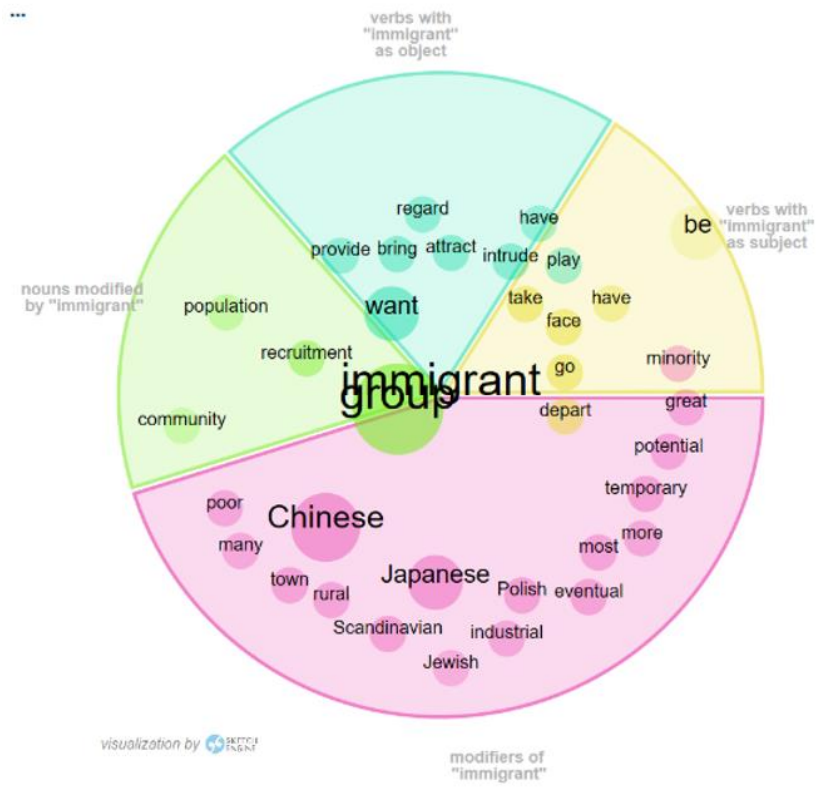 ...
verbs with
"immigrant"
as object
regard
have
be
verbs with
"immigrant"
as subject
provide bring attract intrude play
nouns modified
by "immigrant"
population
want
take
have
face
recruitment
minority
immigrant
go
group
great
community
depart
potential
poor
Chinese
temporary
many
more
most
town
Japanese
rural
Polish eventual
Scandinavian
industrial
Jewish
visualization by SKETCH
ENGINE
modifiers of
"immigrant"